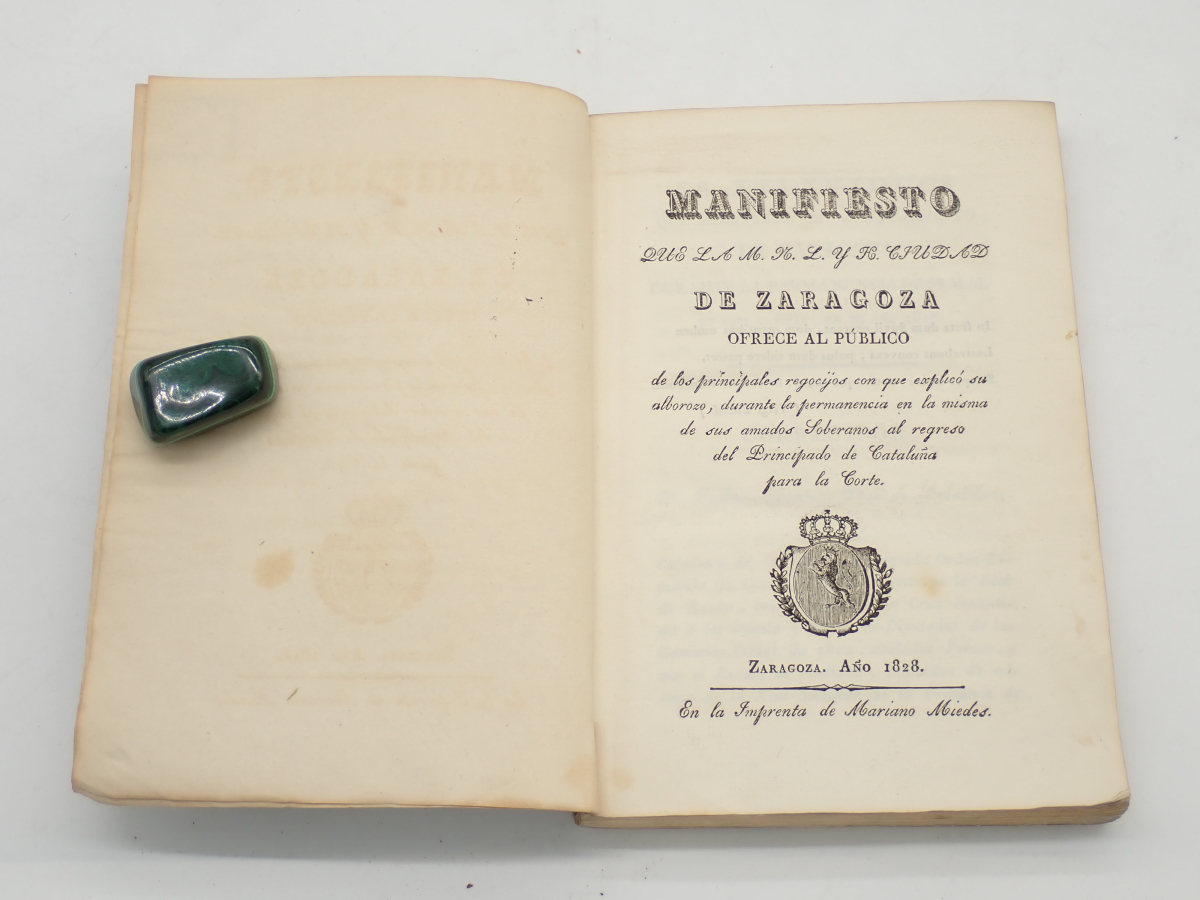 MANIFIESTO
QUE LA M. N. L. Y H. CIUDAD
DE ZARAGOZA
OFRECE AL PÚBLICO
de los principales regocijos con que explicó su
alborozo, durante la permanencia en la misma
de sus amados Soberanos al regreso
del Principado de Cataluña
para la Corte.
ZARAGOZA. AÑO 1828.
En la Imprenta de Mariano Miedes.